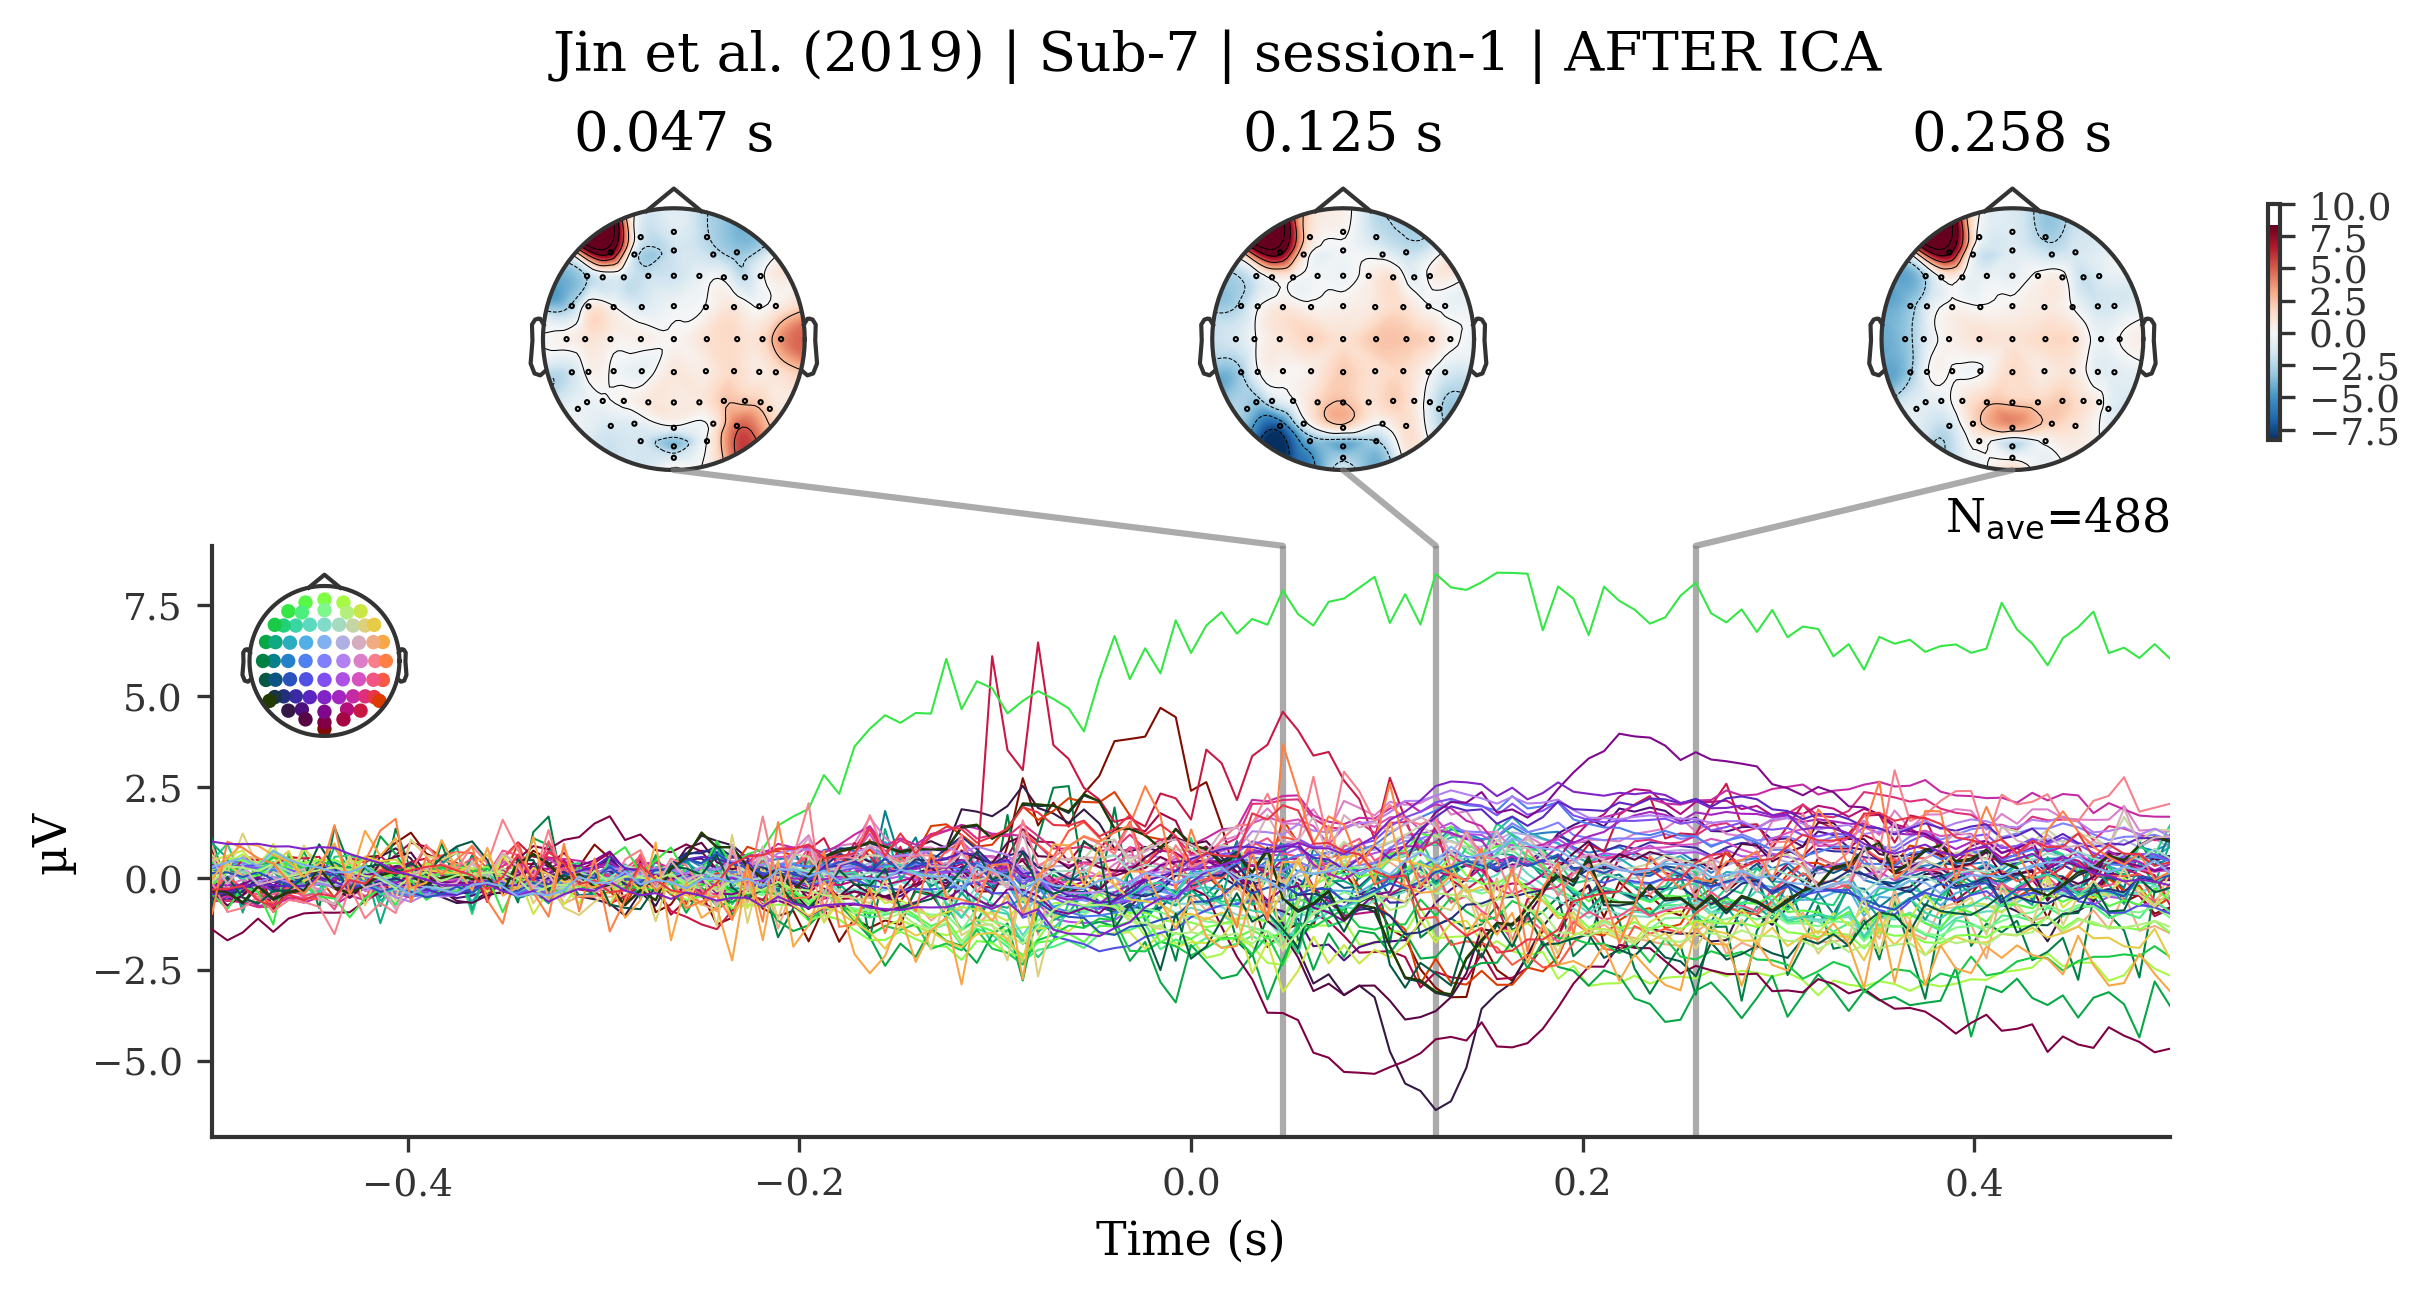 Jin et al. (2019) | Sub-7 | session-1 | AFTER ICA
0.047 s
0.125 s
0.258 s
10.0
7.5
5.0
2.5
0.0
−2.5
−5.0
−7.5
Nave=488
7.5
5.0
2.5
0.0
−2.5
−5.0
µV
−0.4
−0.2
0.0
0.2
0.4
Time (s)